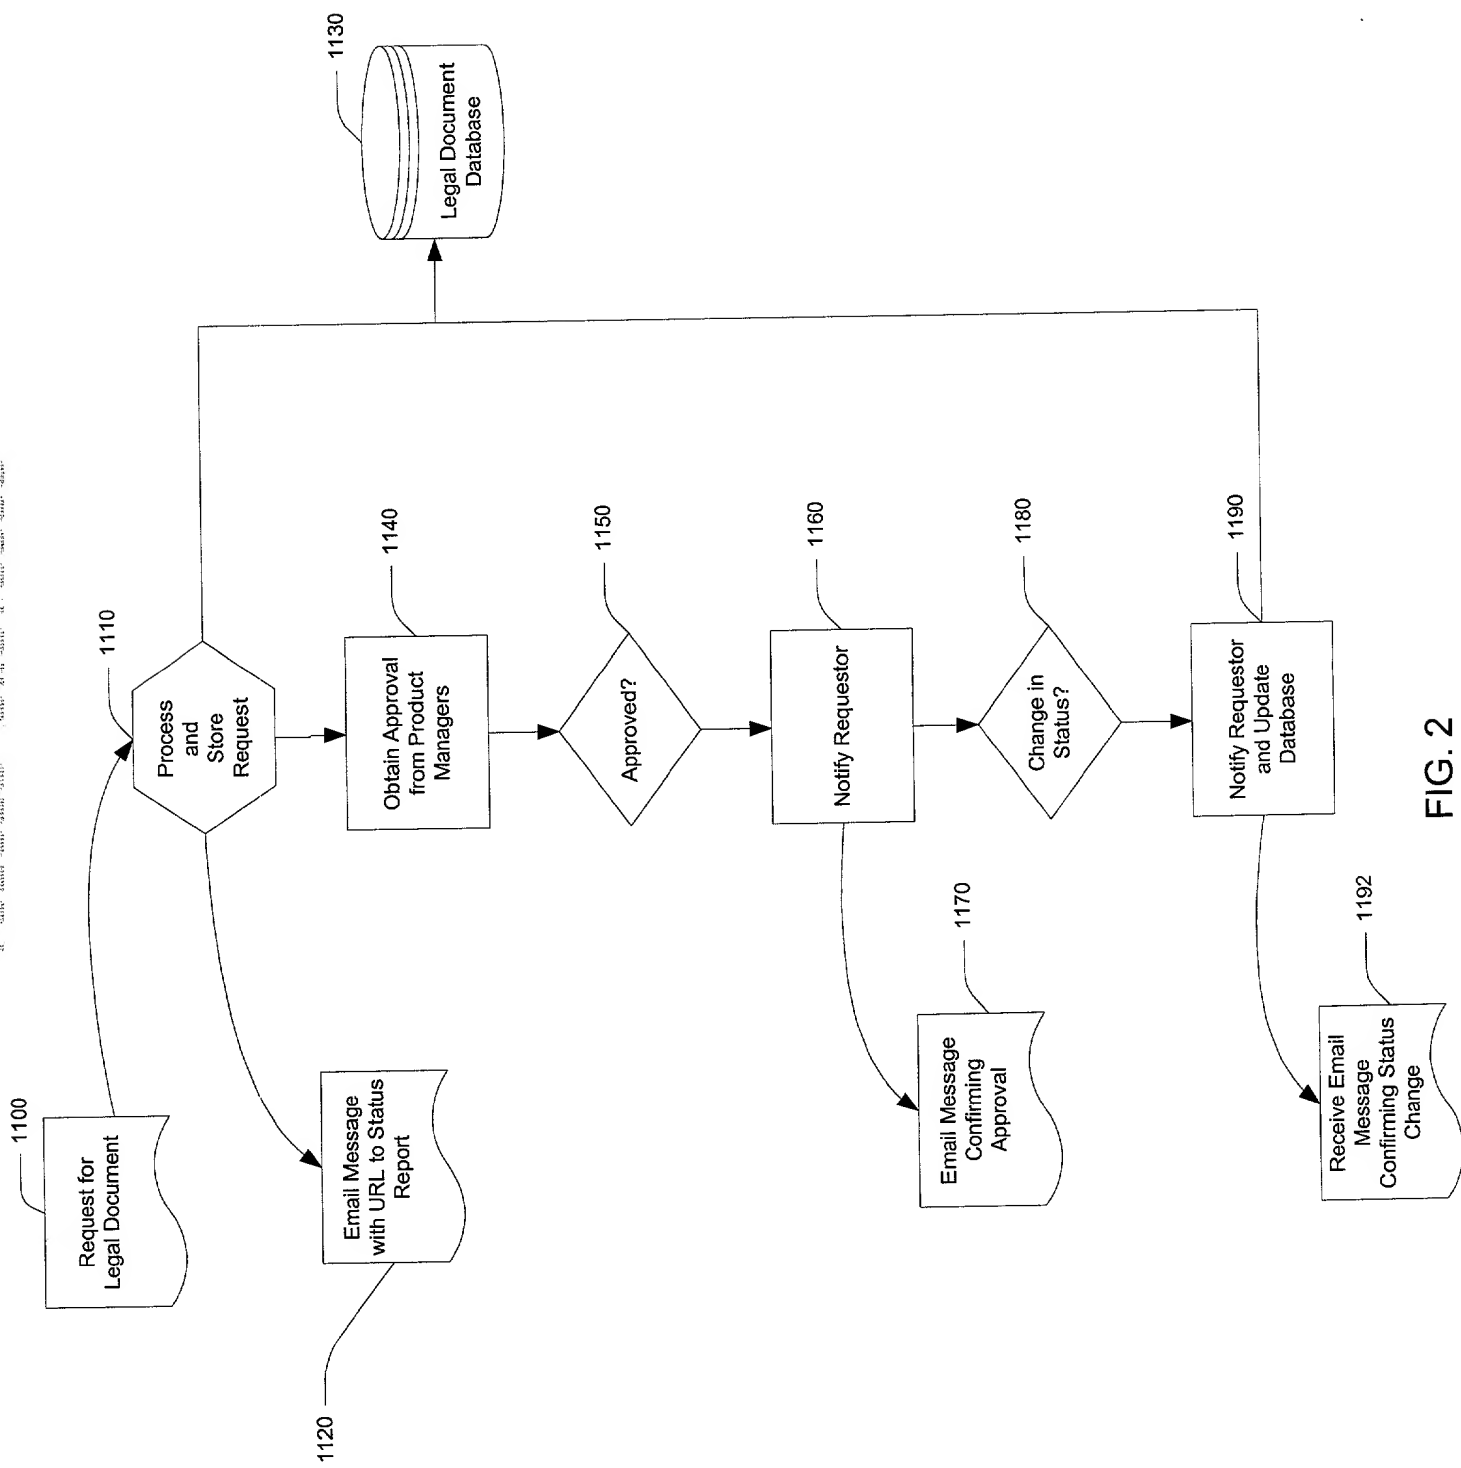 1100
Request for
Legal Document
1110
Process
and
Store
Request
1120
Email Message
with URL to Status
Report
1130
Legal Document
Database
1140
Obtain Approval
from Product
Managers
1150
Approved?
1160
Notify Requestor
1170
Email Message
Confirming
Approval
1180
Change in
Status?
1190
Notify Requestor
and Update
Database
1192
Receive Email
Message
Confirming Status
Change
FIG. 2